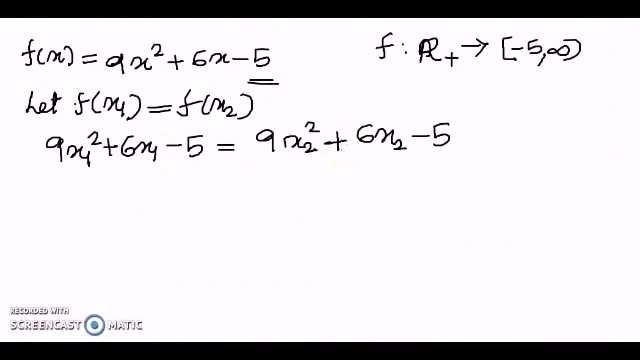 f(x) = 9x² + 6x – 5 f : R₊ → [-5, ∞)
Let f(x₁) = f(x₂)
9x₁² + 6x₁ – 5 = 9x₂² + 6x₂ – 5
RECORDED WITH
SCREENCAST MATIC